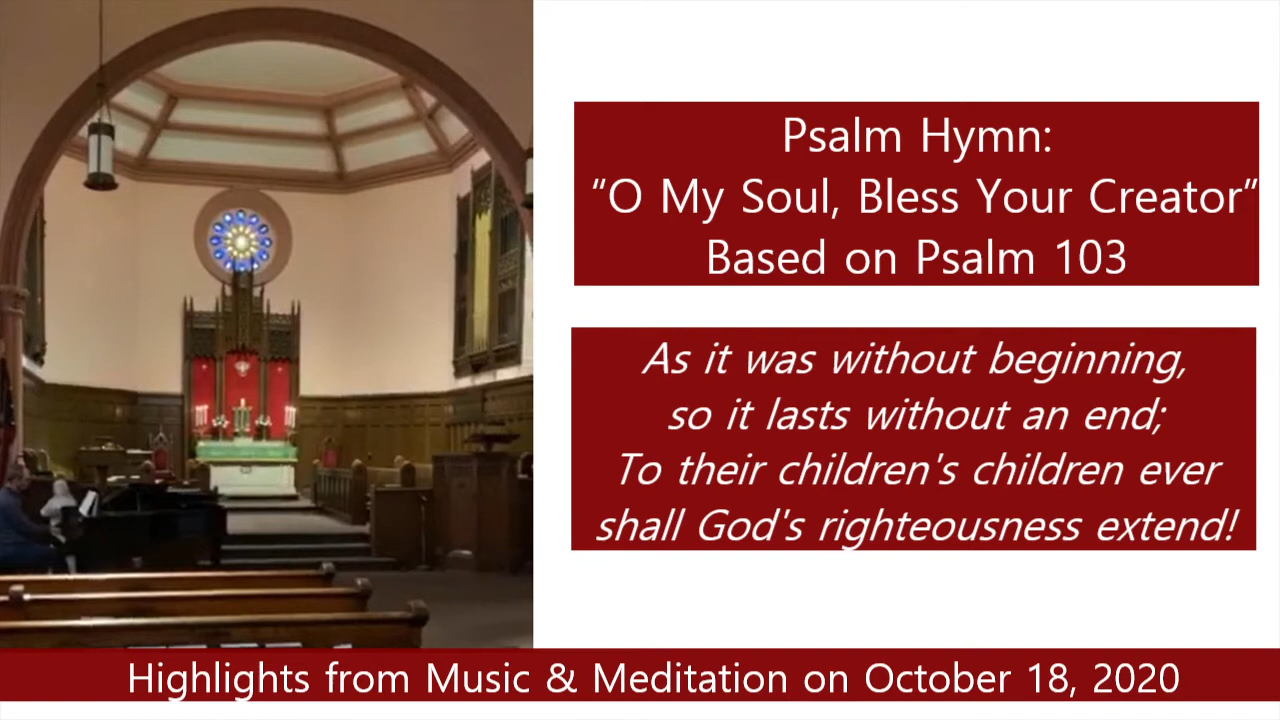 Psalm Hymn:
“O My Soul, Bless Your Creator”
Based on Psalm 103
As it was without beginning,
so it lasts without an end;
To their children's children ever
shall God's righteousness extend!
Highlights from Music & Meditation on October 18, 2020